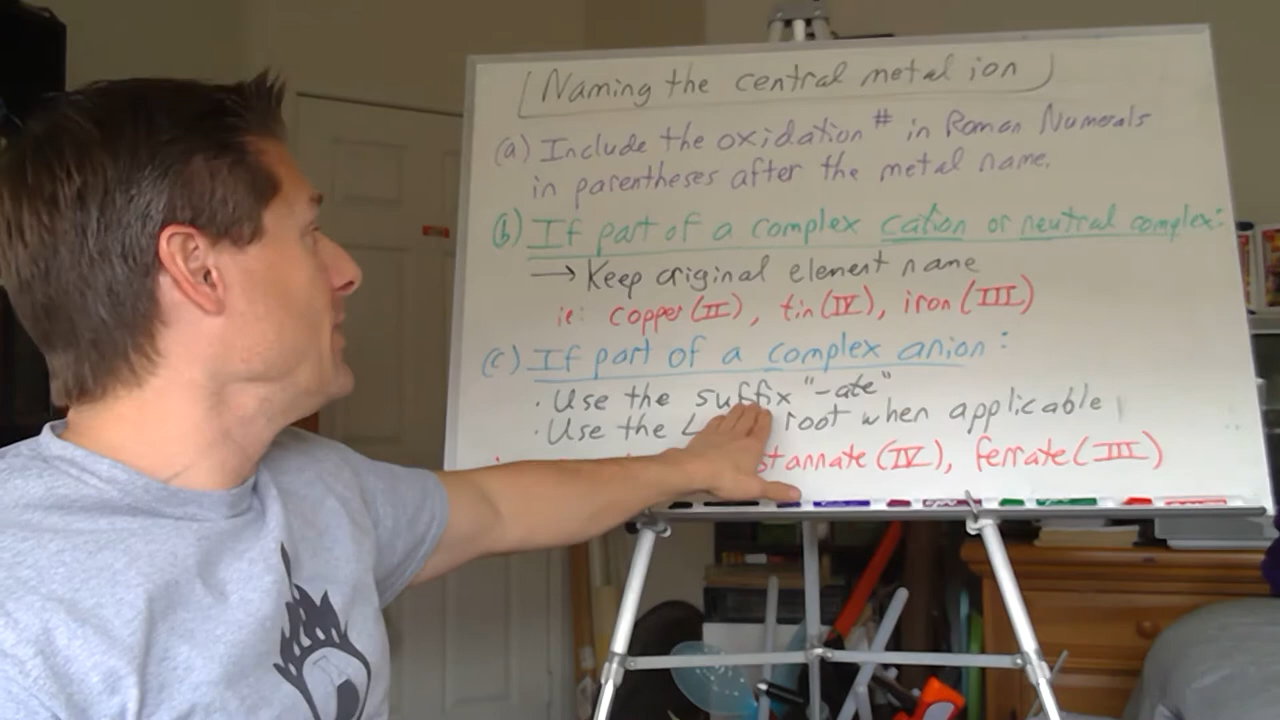 Naming the central metal ion
(a) Include the oxidation # in Roman Numerals
in parentheses after the metal name.
(b) If part of a complex cation or neutral complex:
→ Keep original element name
ie: copper (II), tin (IV), iron (III)
(c) If part of a complex anion:
· Use the suffix "-ate"
· Use the root when applicable
stannate (IV), ferrate (III)